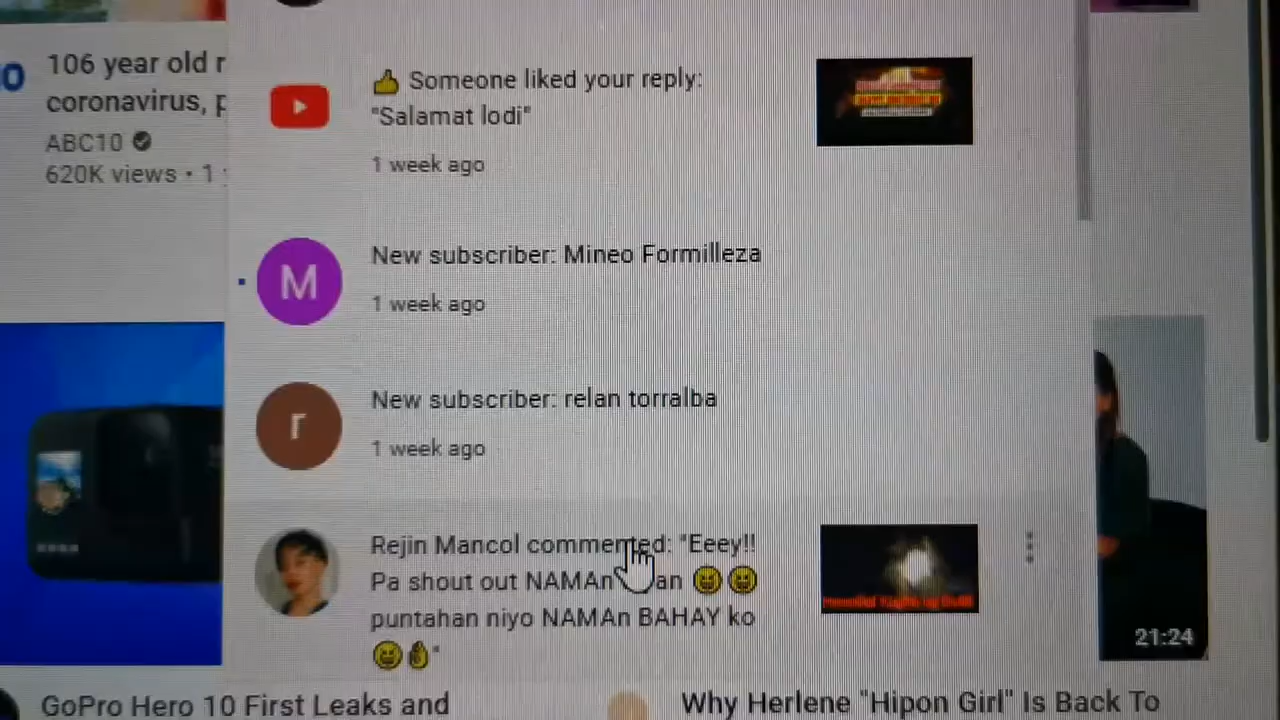 106 year old r
coronavirus, p
ABC10
620K views • 1
Someone liked your reply:
"Salamat lodi"
1 week ago
M
New subscriber: Mineo Formilleza
1 week ago
r
New subscriber: relan torralba
1 week ago
Rejin Mancol commented: "Eeey!!
Pa shout out NAMAn an 😀😀
puntahan niyo NAMAn BAHAY ko
😀👌"
21:24
GoPro Hero 10 First Leaks and
Why Herlene "Hipon Girl" Is Back To